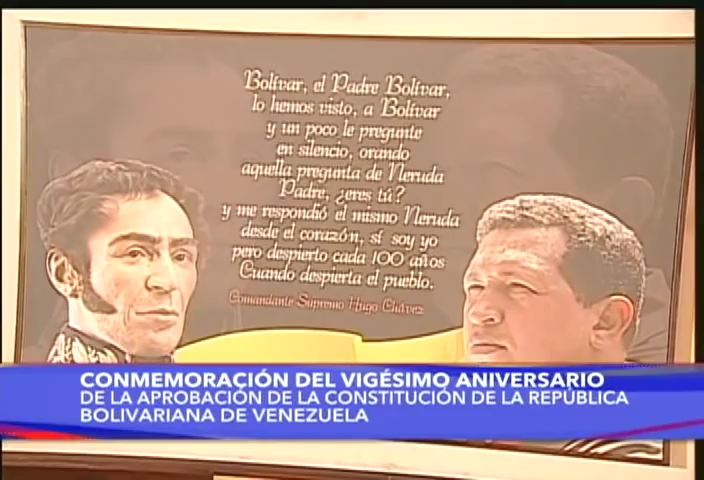 Bolívar, el Padre Bolívar,
lo hemos visto, a Bolívar
y un poco le pregunte
en silencio, orando
aquella pregunta de Neruda
Padre, ¿eres tú?
y me respondió el mismo Neruda
desde el corazón, sí soy yo
pero despierto cada 100 años
Cuando despierta el pueblo.
Comandante Supremo Hugo Chávez
CONMEMORACIÓN DEL VIGÉSIMO ANIVERSARIO
DE LA APROBACIÓN DE LA CONSTITUCIÓN DE LA REPÚBLICA
BOLIVARIANA DE VENEZUELA